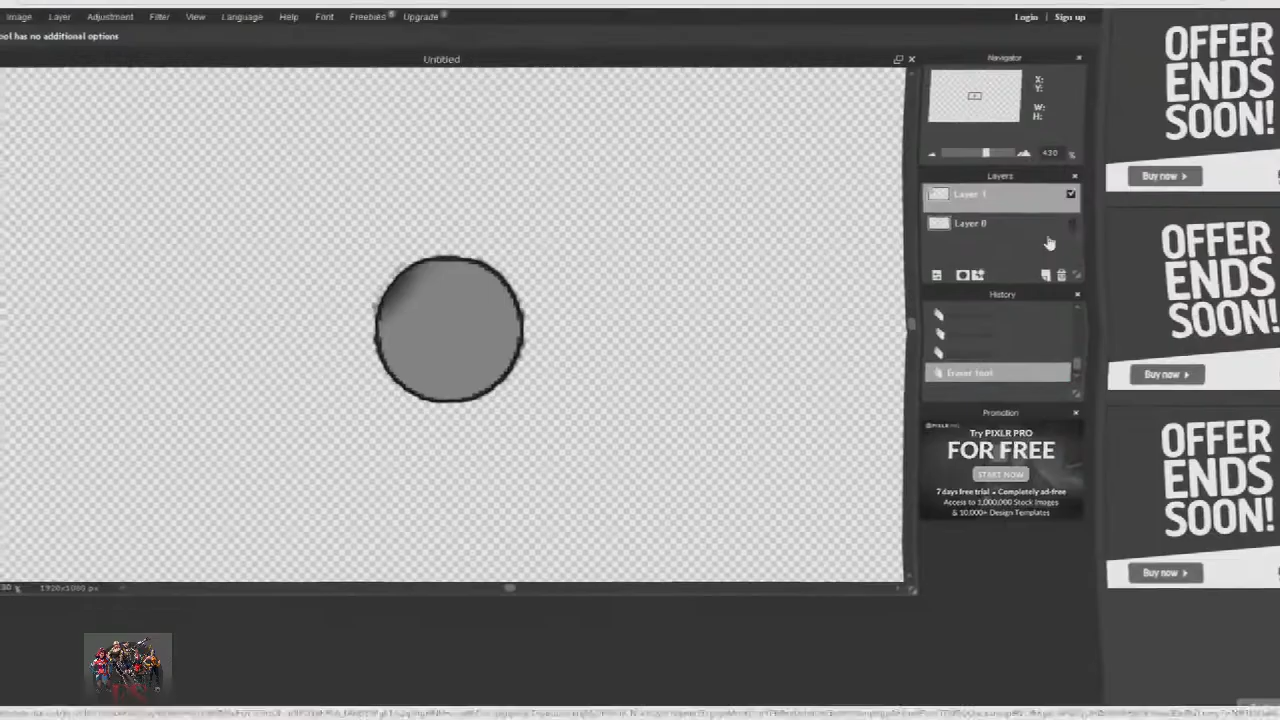 Image Layer Adjustment Filter View Language Help Font Freebies Upgrade Login | Sign up
ool has no additional options
Untitled
Navigator
X:
Y:
W:
H:
430 %
Layers
Layer 1
Layer 0
History
Eraser tool
Promotion
Try PIXLR PRO
FOR FREE
START NOW
7 days free trial • Completely ad-free
Access to 1,000,000 Stock Images
& 10,000+ Design Templates
1920x1080 px
OFFER
ENDS
SOON!
Buy now
OFFER
ENDS
SOON!
Buy now
OFFER
ENDS
SOON!
Buy now